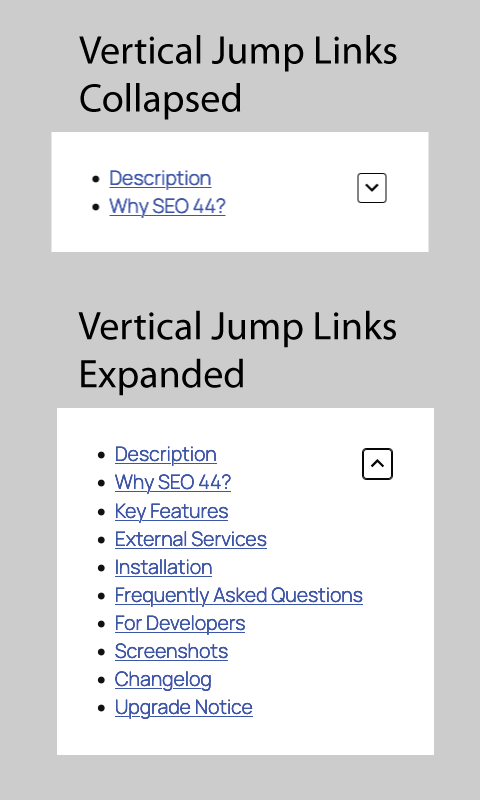 Vertical Jump Links
Collapsed
Description
Why SEO 44?
Vertical Jump Links
Expanded
Description
Why SEO 44?
Key Features
External Services
Installation
Frequently Asked Questions
For Developers
Screenshots
Changelog
Upgrade Notice